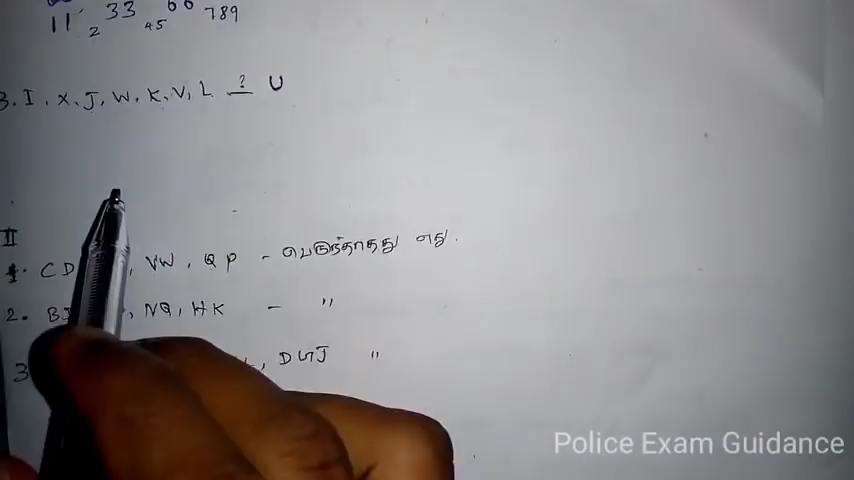 11, 2 33 45 66 789
3. I, X, J, W, K, V, L ? U
II
1. CD , VW, QP - பொருந்தாதது எது.
2. , NQ, HK - "
3 , "
Police Exam Guidance